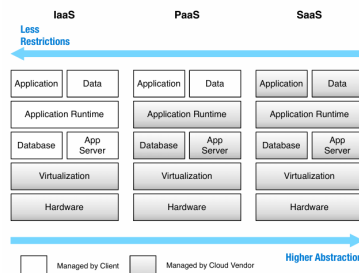 IaaS PaaS SaaS
Less
Restrictions
Application Data Application Data Application Data
Application Runtime Application Runtime Application Runtime
Database App Server Database App Server Database App Server
Virtualization Virtualization Virtualization
Hardware Hardware Hardware
Higher Abstraction
Managed by Client Managed by Cloud Vendor